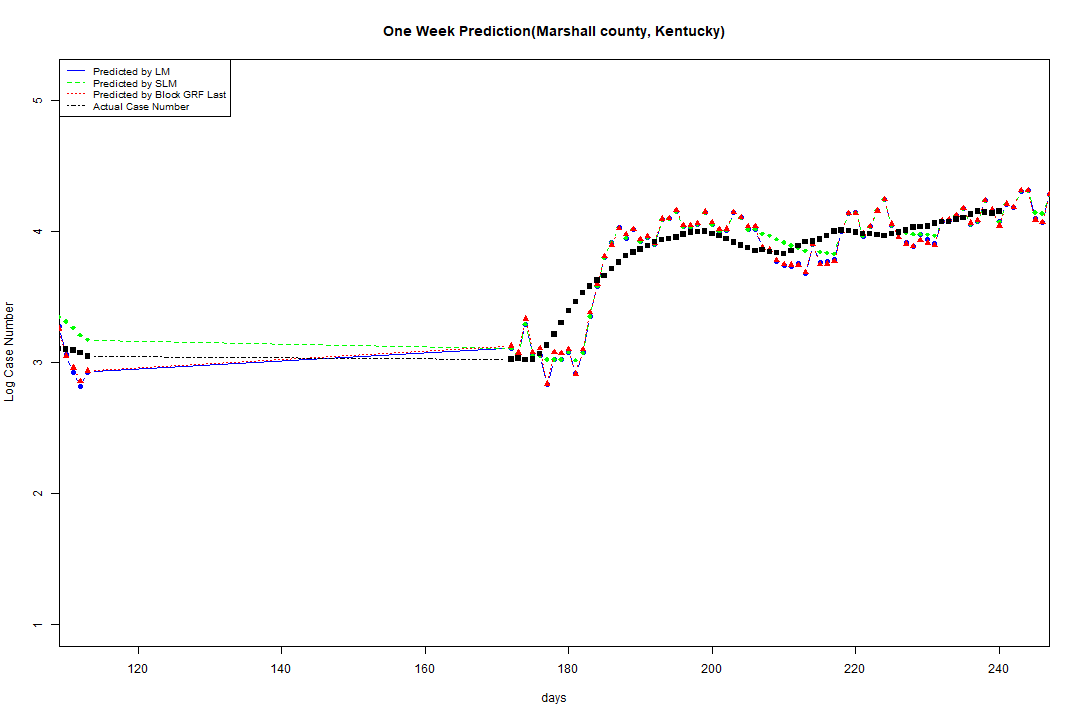 One Week Prediction(Marshall county, Kentucky)
Predicted by LM
Predicted by SLM
Predicted by Block GRF Last
Actual Case Number
5
4
3
2
1
Log Case Number
120 140 160 180 200 220 240
days